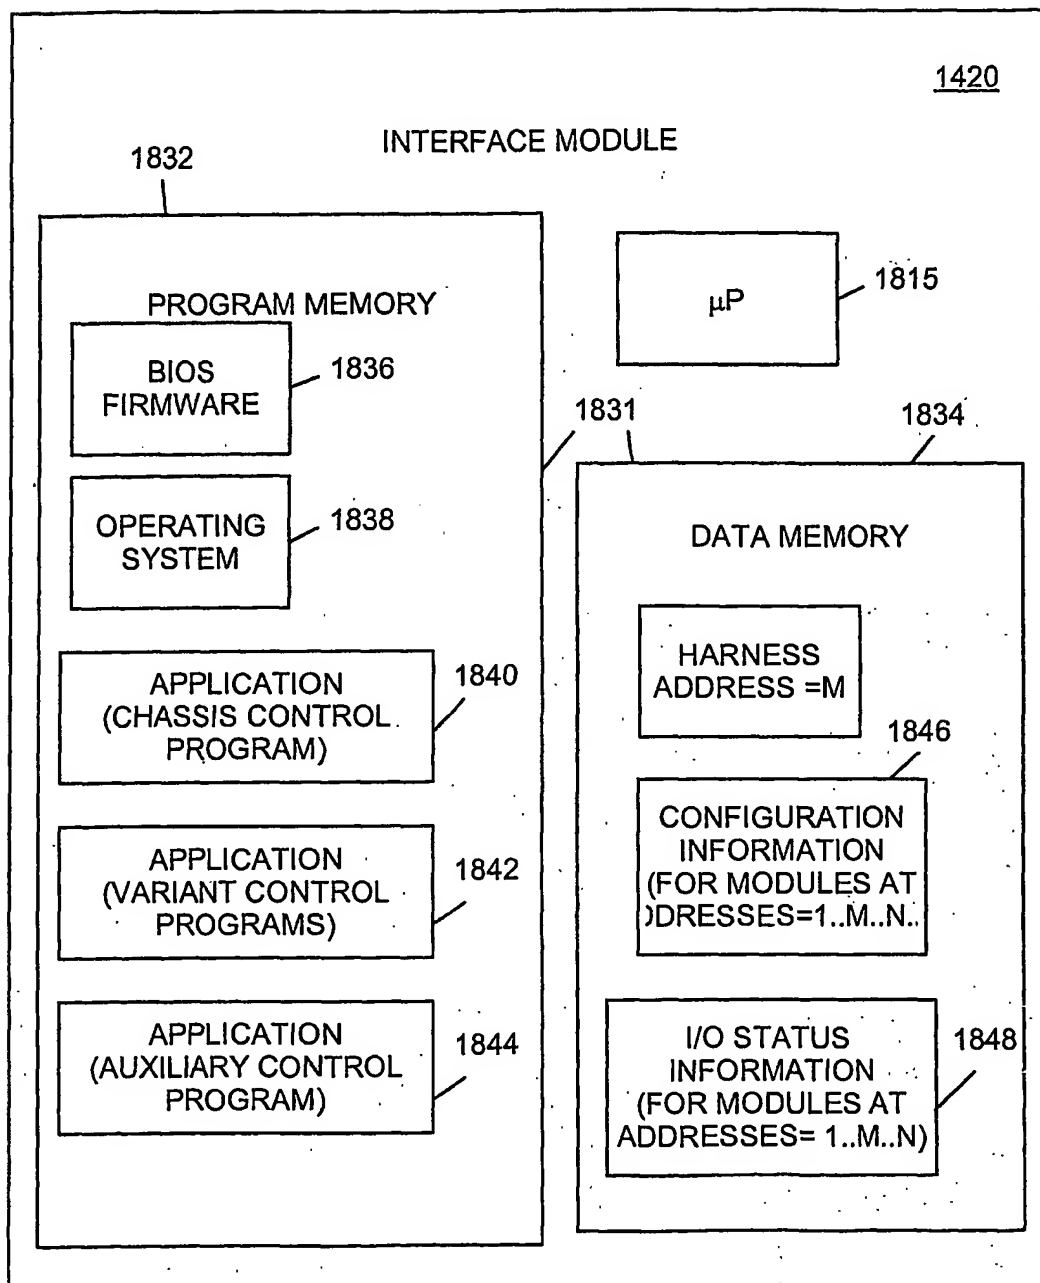 1420
INTERFACE MODULE
1832
PROGRAM MEMORY
BIOS
FIRMWARE
1836
OPERATING
SYSTEM
1838
APPLICATION
(CHASSIS CONTROL
PROGRAM)
1840
APPLICATION
(VARIANT CONTROL
PROGRAMS)
1842
APPLICATION
(AUXILIARY CONTROL
PROGRAM)
1844
µP
1815
1831
1834
DATA MEMORY
HARNESS
ADDRESS =M
1846
CONFIGURATION
INFORMATION
(FOR MODULES AT
DDRESSES=1..M..N..
I/O STATUS
INFORMATION
(FOR MODULES AT
ADDRESSES= 1..M..N)
1848